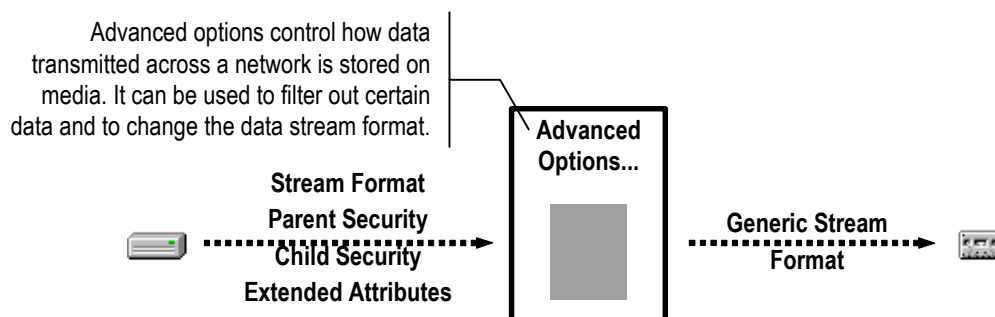 Advanced options control how data
transmitted across a network is stored on
media. It can be used to filter out certain
data and to change the data stream format.
Advanced
Options...
Stream Format
Parent Security
Child Security
Extended Attributes
Generic Stream
Format